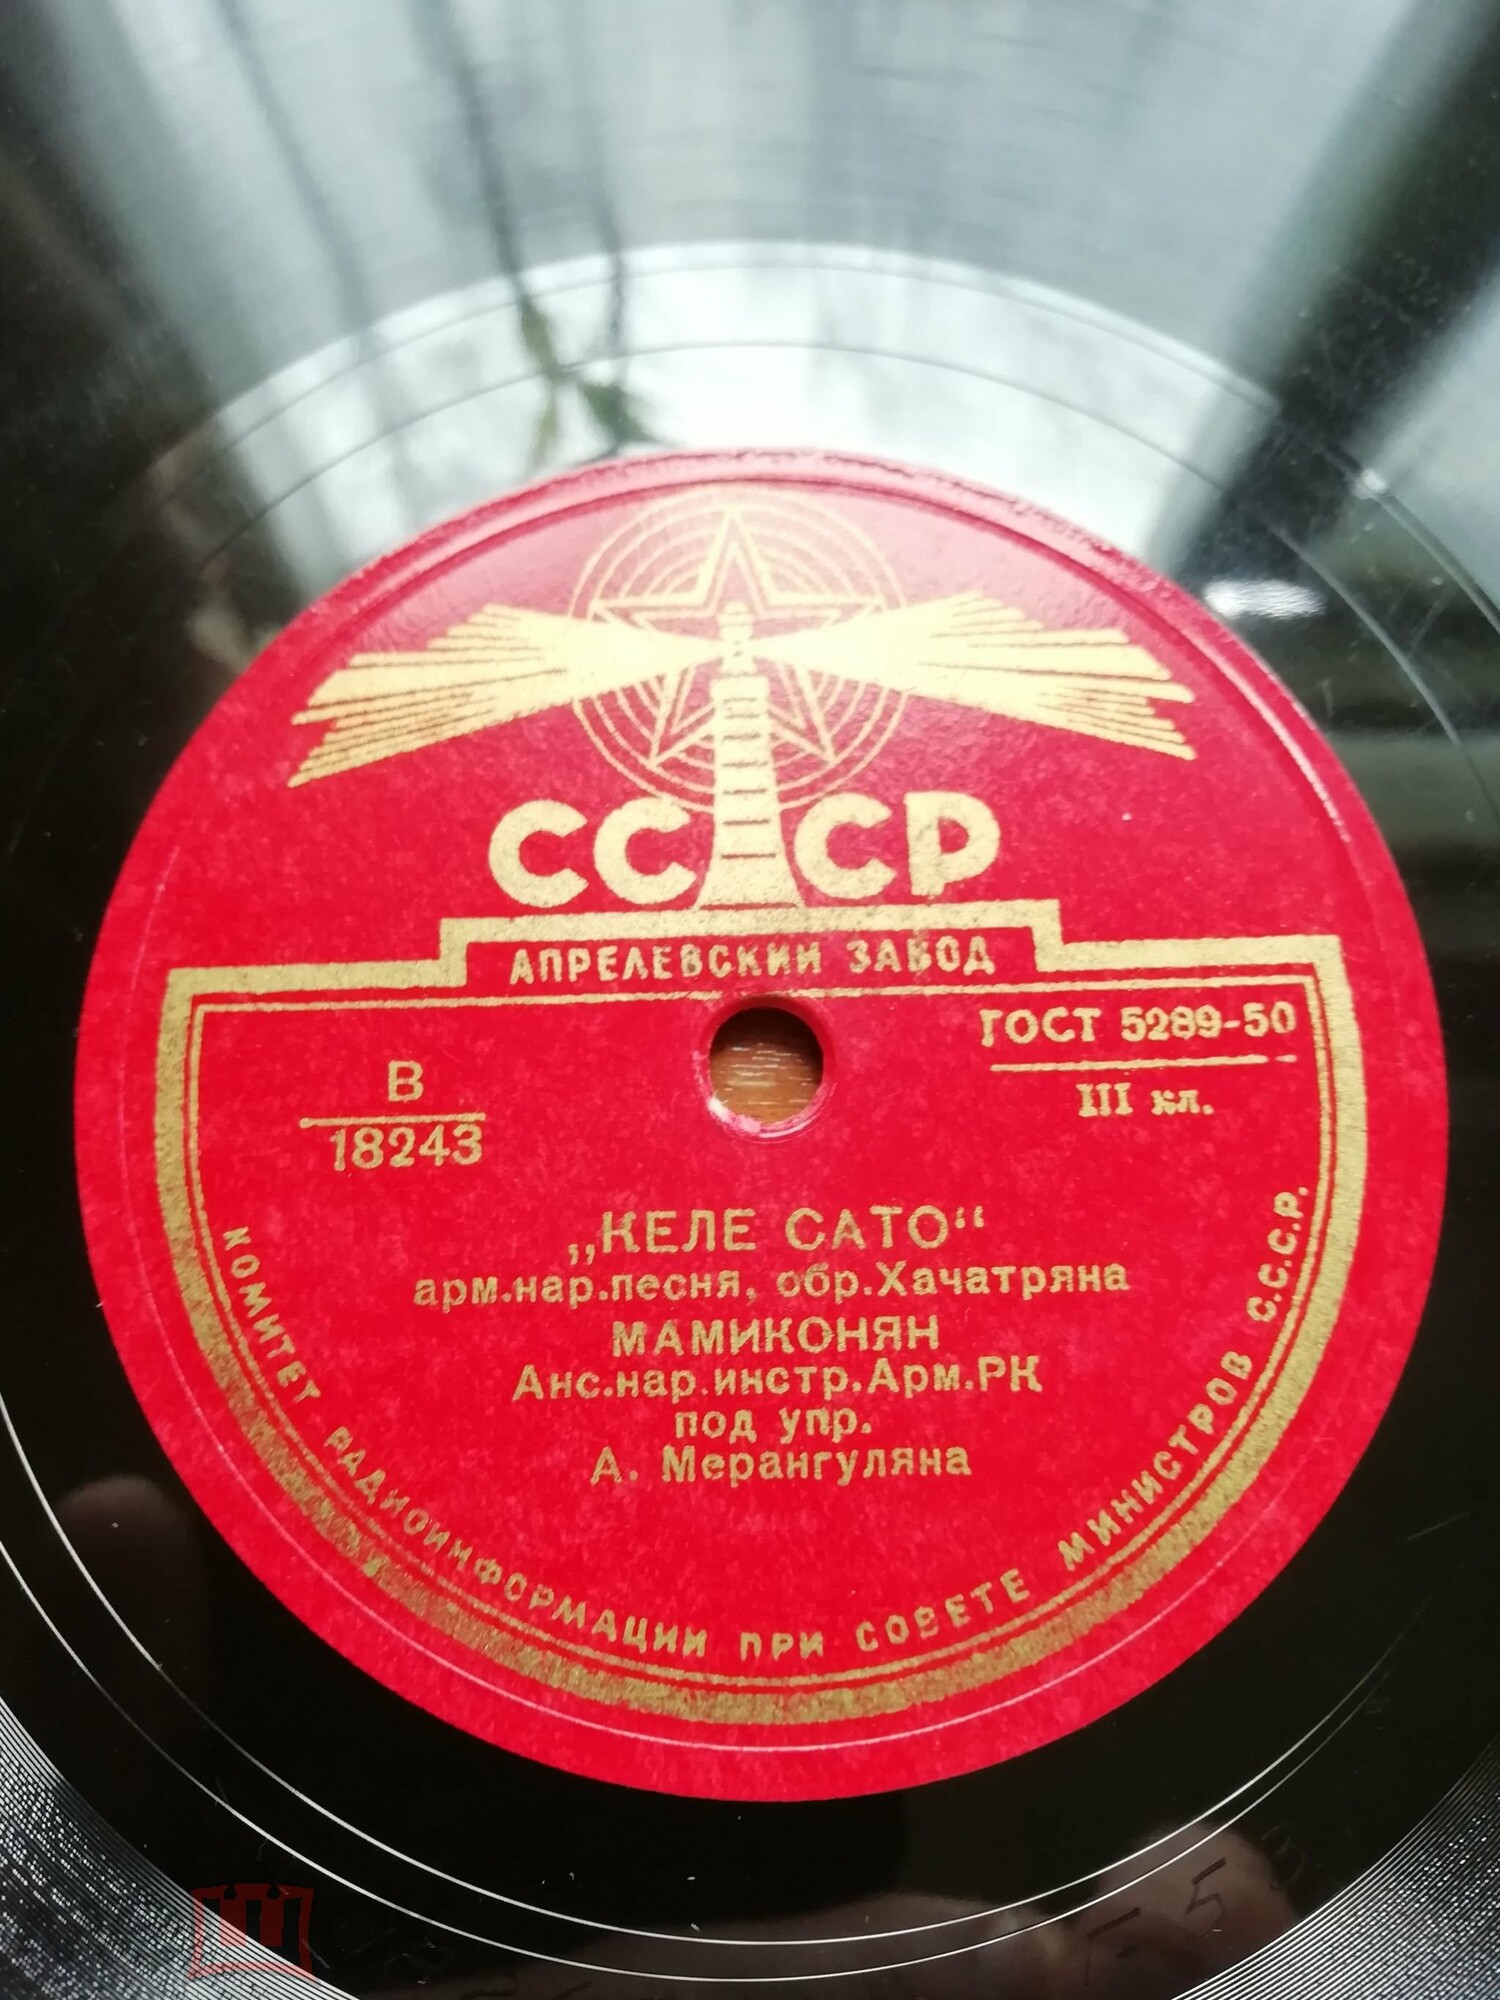 СССР
АПРЕЛЕВСКИЙ ЗАВОД
ГОСТ 5289-50
III кл.
В
18243
„КЕЛЕ САТО“
арм.нар.песня, обр.Хачатряна
МАМИКОНЯН
Анс.нар.инстр.Арм.РК
под упр.
А. Мерангуляна
КОМИТЕТ РАДИОИНФОРМАЦИИ ПРИ СОВЕТЕ МИНИСТРОВ С.С.С.Р.